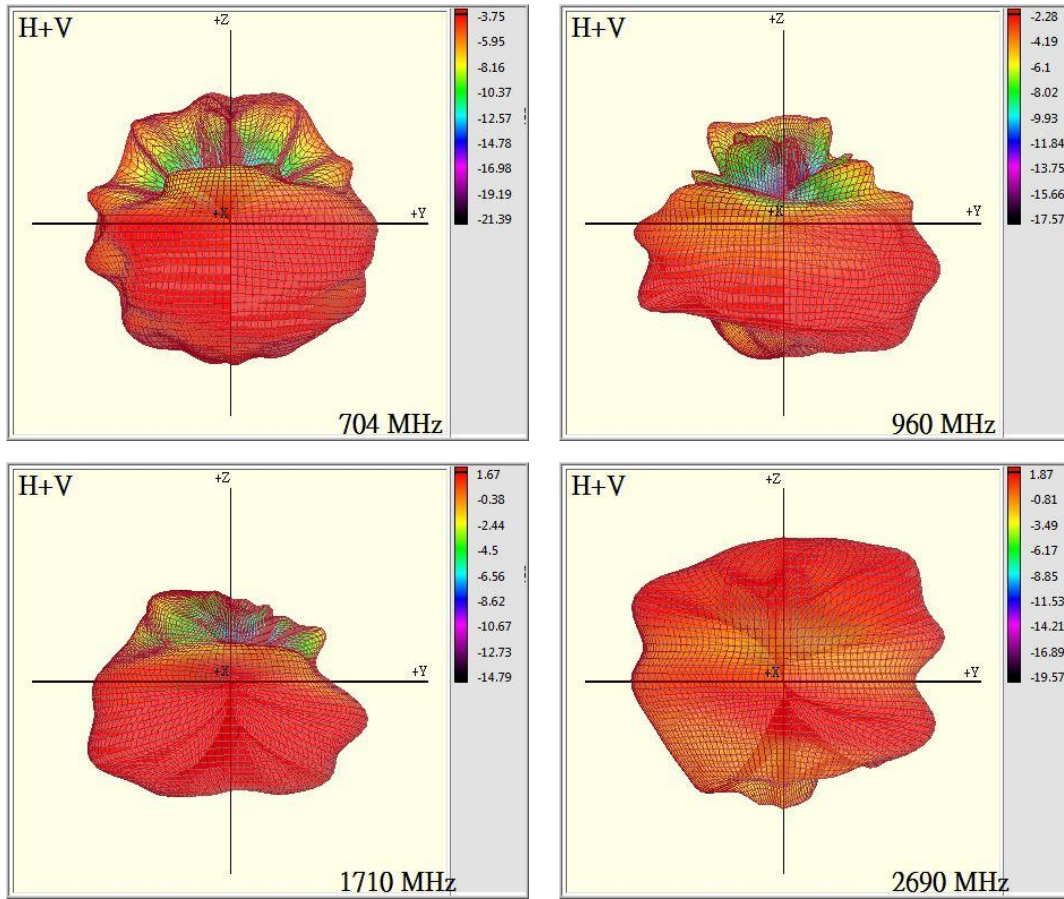 H+V
+Z
+X
+Y
704 MHz
-3.75
-5.95
-8.16
-10.37
-12.57
-14.78
-16.98
-19.19
-21.39
H+V
+Z
+X
+Y
960 MHz
-2.28
-4.19
-6.1
-8.02
-9.93
-11.84
-13.75
-15.66
-17.57
H+V
+Z
+X
+Y
1710 MHz
1.67
-0.38
-2.44
-4.5
-6.56
-8.62
-10.67
-12.73
-14.79
H+V
+Z
+X
+Y
2690 MHz
1.87
-0.81
-3.49
-6.17
-8.85
-11.53
-14.21
-16.89
-19.57